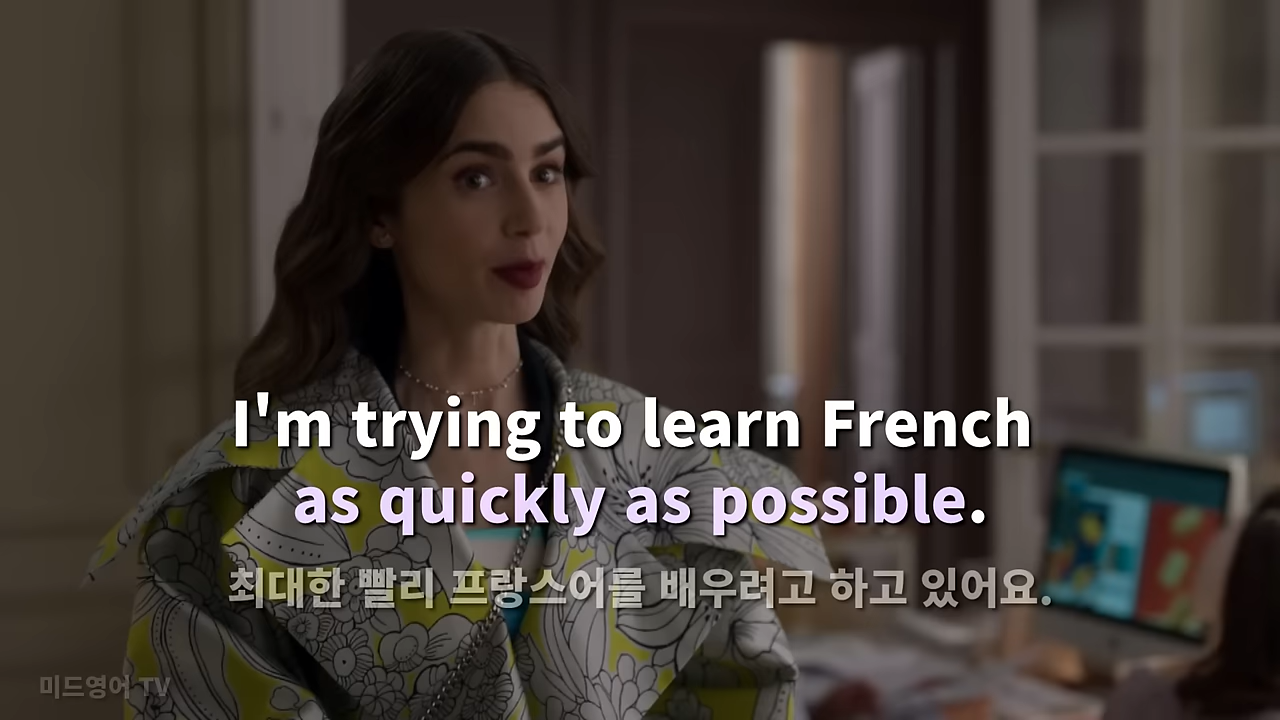 I'm trying to learn French
as quickly as possible.
최대한 빨리 프랑스어를 배우려고 하고 있어요.
미드영어 TV